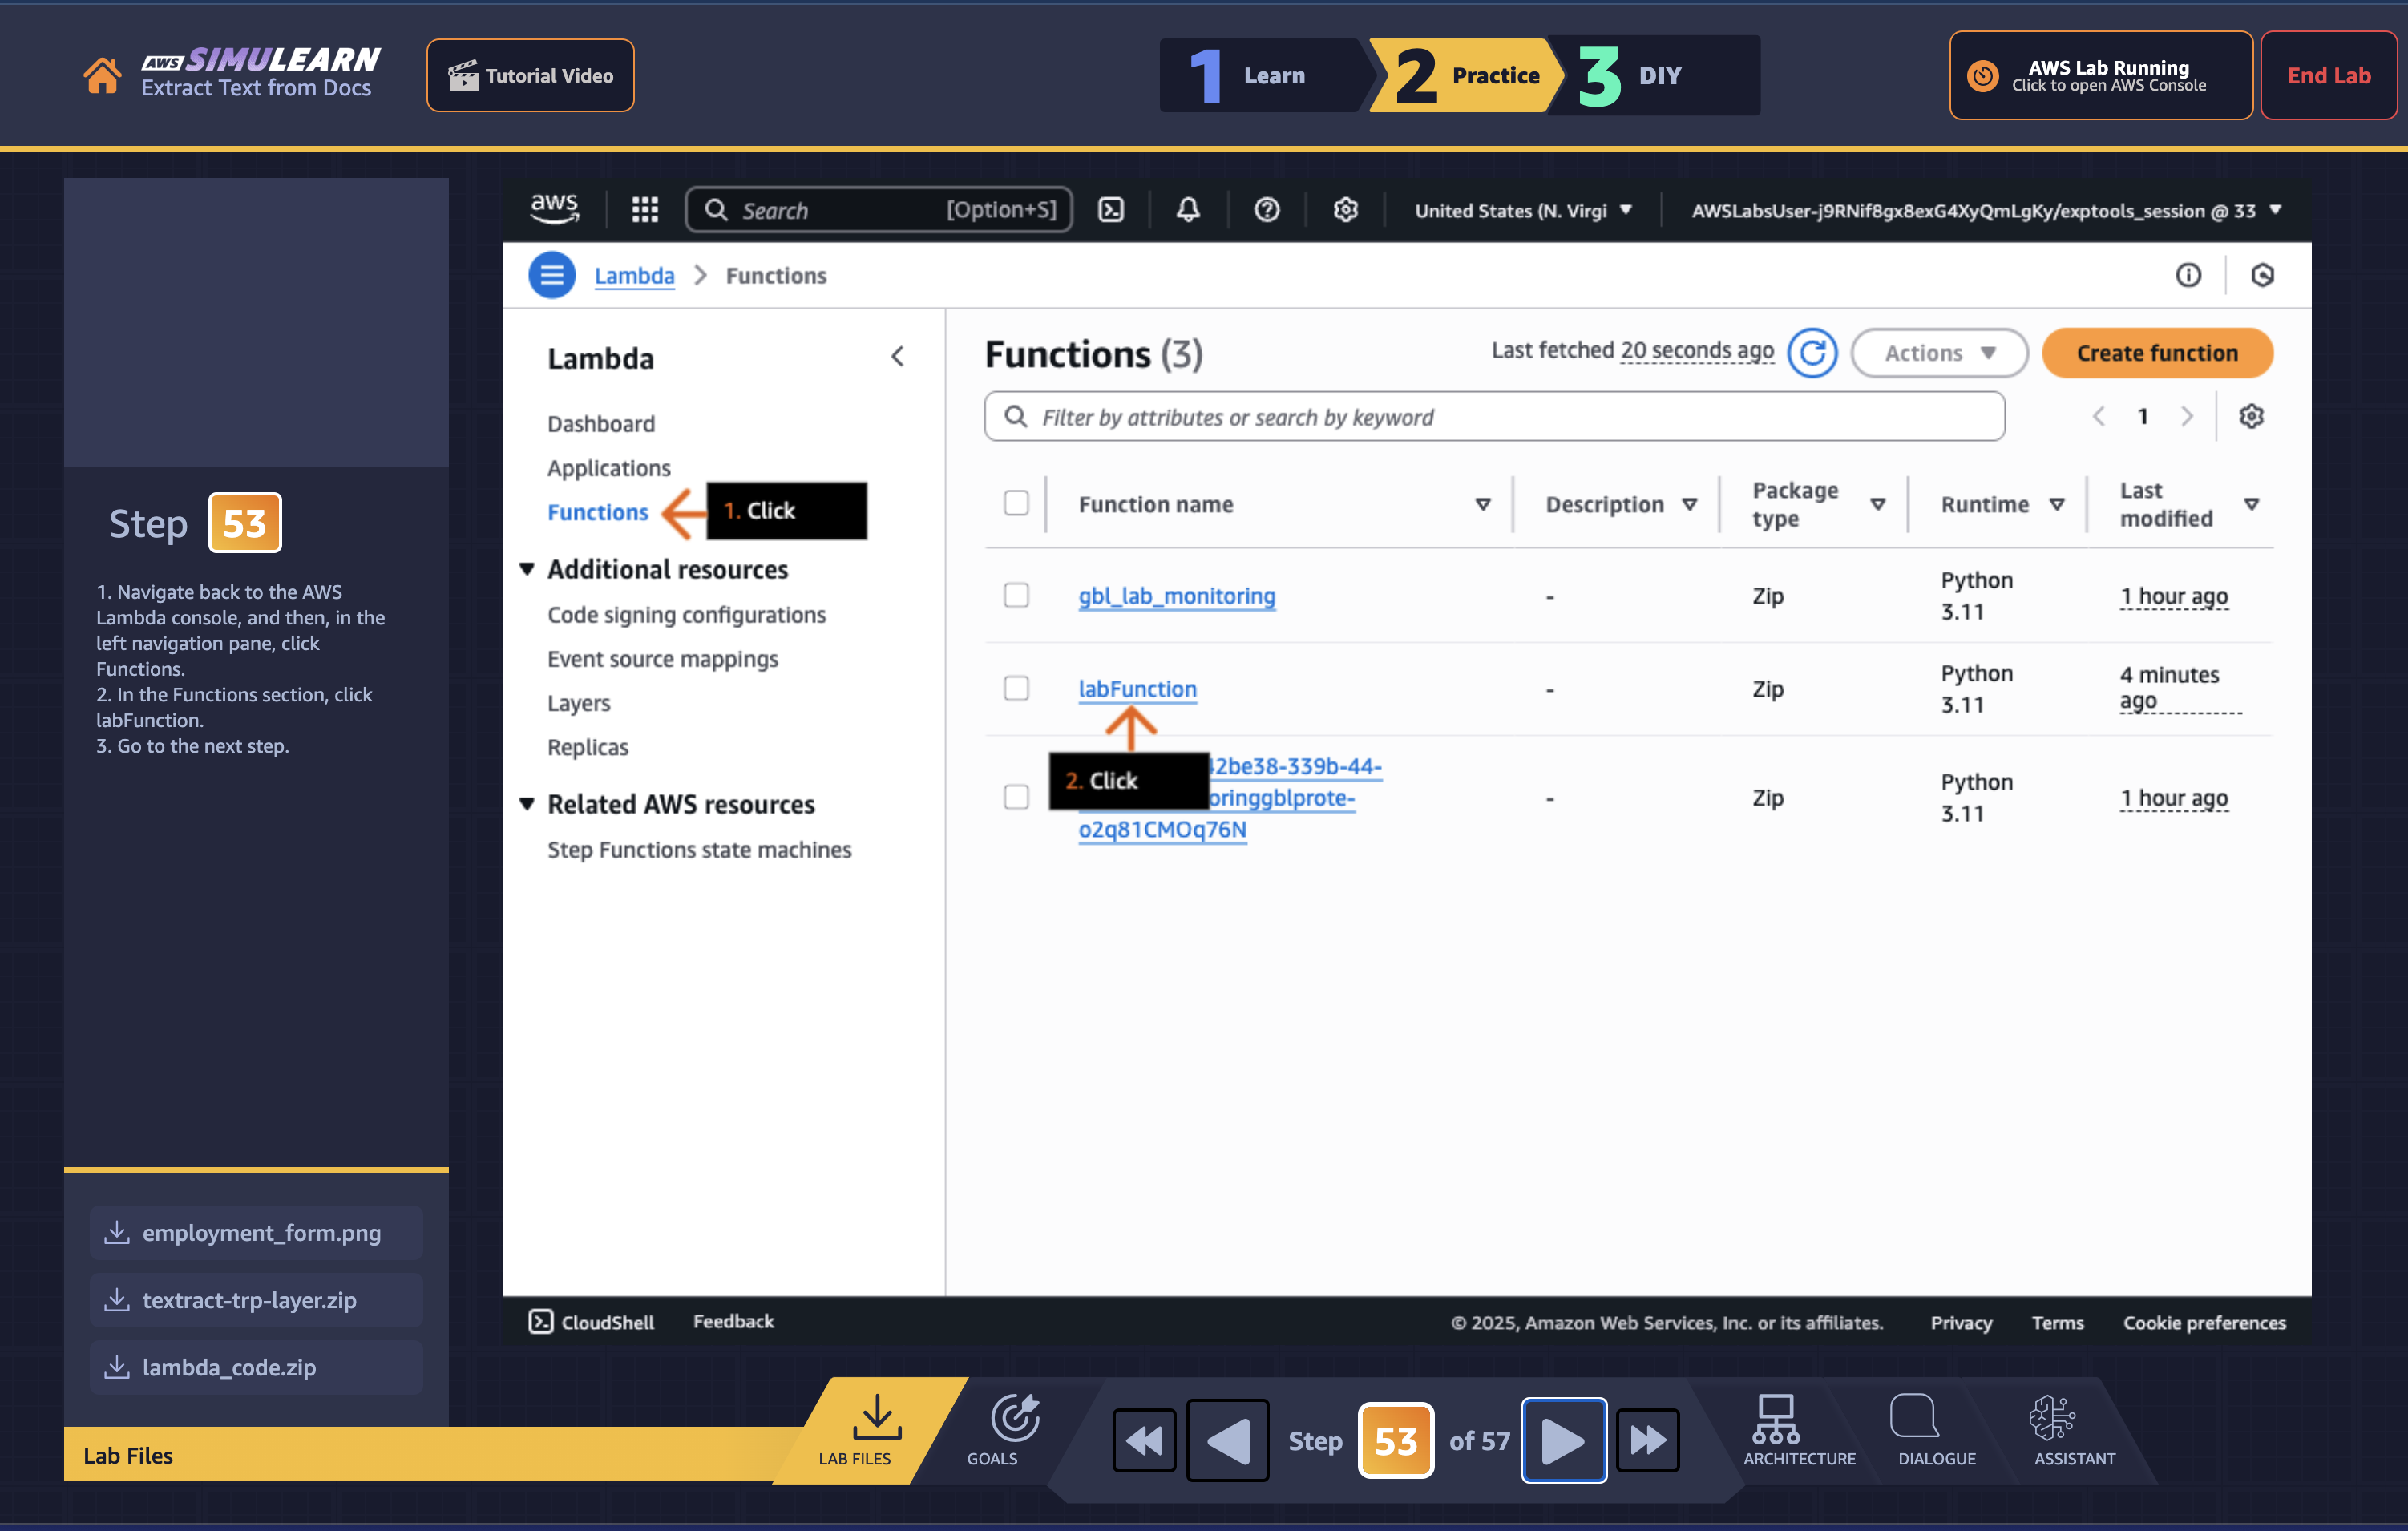 AWS SIMULEARN
Extract Text from Docs
Tutorial Video
1 Learn
2 Practice
3 DIY
AWS Lab Running
Click to open AWS Console
End Lab
Step 53
1. Navigate back to the AWS
Lambda console, and then, in the
left navigation pane, click
Functions.
2. In the Functions section, click
labFunction.
3. Go to the next step.
employment_form.png
textract-trp-layer.zip
lambda_code.zip
Lab Files
aws
Search [Option+S]
United States (N. Virgi
AWSLabsUser-j9RNif8gx8exG4XyQmLgKy/exptools_session @ 33
Lambda > Functions
Lambda
Dashboard
Applications
Functions
1. Click
Additional resources
Code signing configurations
Event source mappings
Layers
Replicas
Related AWS resources
Step Functions state machines
Functions (3)
Last fetched 20 seconds ago
Actions
Create function
Filter by attributes or search by keyword
1
Function name
Description
Package
type
Runtime
Last
modified
gbl_lab_monitoring
-
Zip
Python
3.11
1 hour ago
labFunction
-
Zip
Python
3.11
4 minutes
ago
2. Click
42be38-339b-44-
oringgblprote-
o2q81CMOq76N
-
Zip
Python
3.11
1 hour ago
CloudShell
Feedback
© 2025, Amazon Web Services, Inc. or its affiliates.
Privacy
Terms
Cookie preferences
LAB FILES
GOALS
Step 53 of 57
ARCHITECTURE
DIALOGUE
ASSISTANT